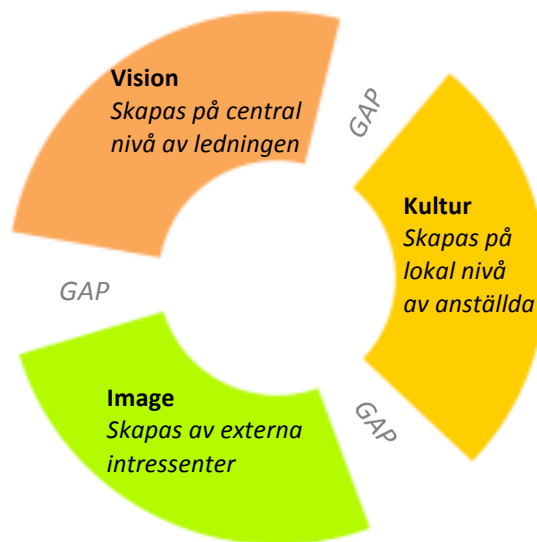 Vision
Skapas på central
nivå av ledningen
GAP
Kultur
Skapas på
lokal nivå
av anställda
GAP
Image
Skapas av externa
intressenter
GAP